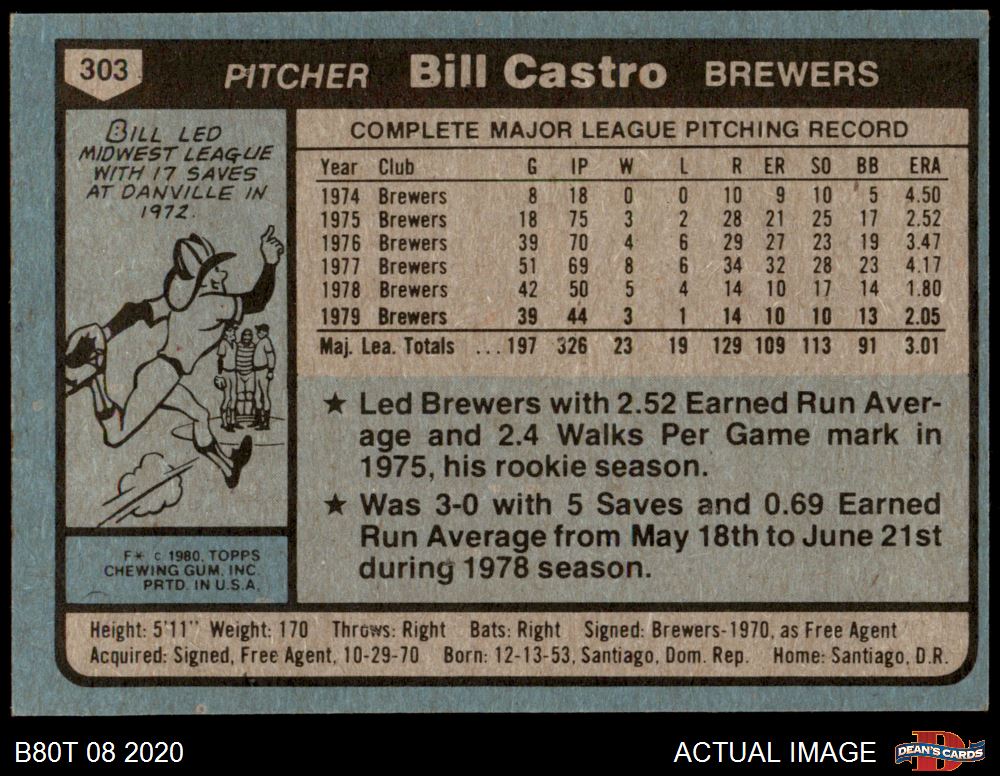 303 PITCHER Bill Castro BREWERS
BILL LED
MIDWEST LEAGUE
WITH 17 SAVES
AT DANVILLE IN
1972.
F* © 1980, TOPPS
CHEWING GUM, INC.
PRTD. IN U.S.A.
COMPLETE MAJOR LEAGUE PITCHING RECORD
Year Club G IP W L R ER SO BB ERA
1974 Brewers 8 18 0 0 10 9 10 5 4.50
1975 Brewers 18 75 3 2 28 21 25 17 2.52
1976 Brewers 39 70 4 6 29 27 23 19 3.47
1977 Brewers 51 69 8 6 34 32 28 23 4.17
1978 Brewers 42 50 5 4 14 10 17 14 1.80
1979 Brewers 39 44 3 1 14 10 10 13 2.05
Maj. Lea. Totals ...197 326 23 19 129 109 113 91 3.01
★ Led Brewers with 2.52 Earned Run Aver-
age and 2.4 Walks Per Game mark in
1975, his rookie season.
★ Was 3-0 with 5 Saves and 0.69 Earned
Run Average from May 18th to June 21st
during 1978 season.
Height: 5'11" Weight: 170 Throws: Right Bats: Right Signed: Brewers-1970, as Free Agent
Acquired: Signed, Free Agent, 10-29-70 Born: 12-13-53, Santiago, Dom. Rep. Home: Santiago, D.R.
B80T 08 2020 ACTUAL IMAGE DEAN'S CARDS